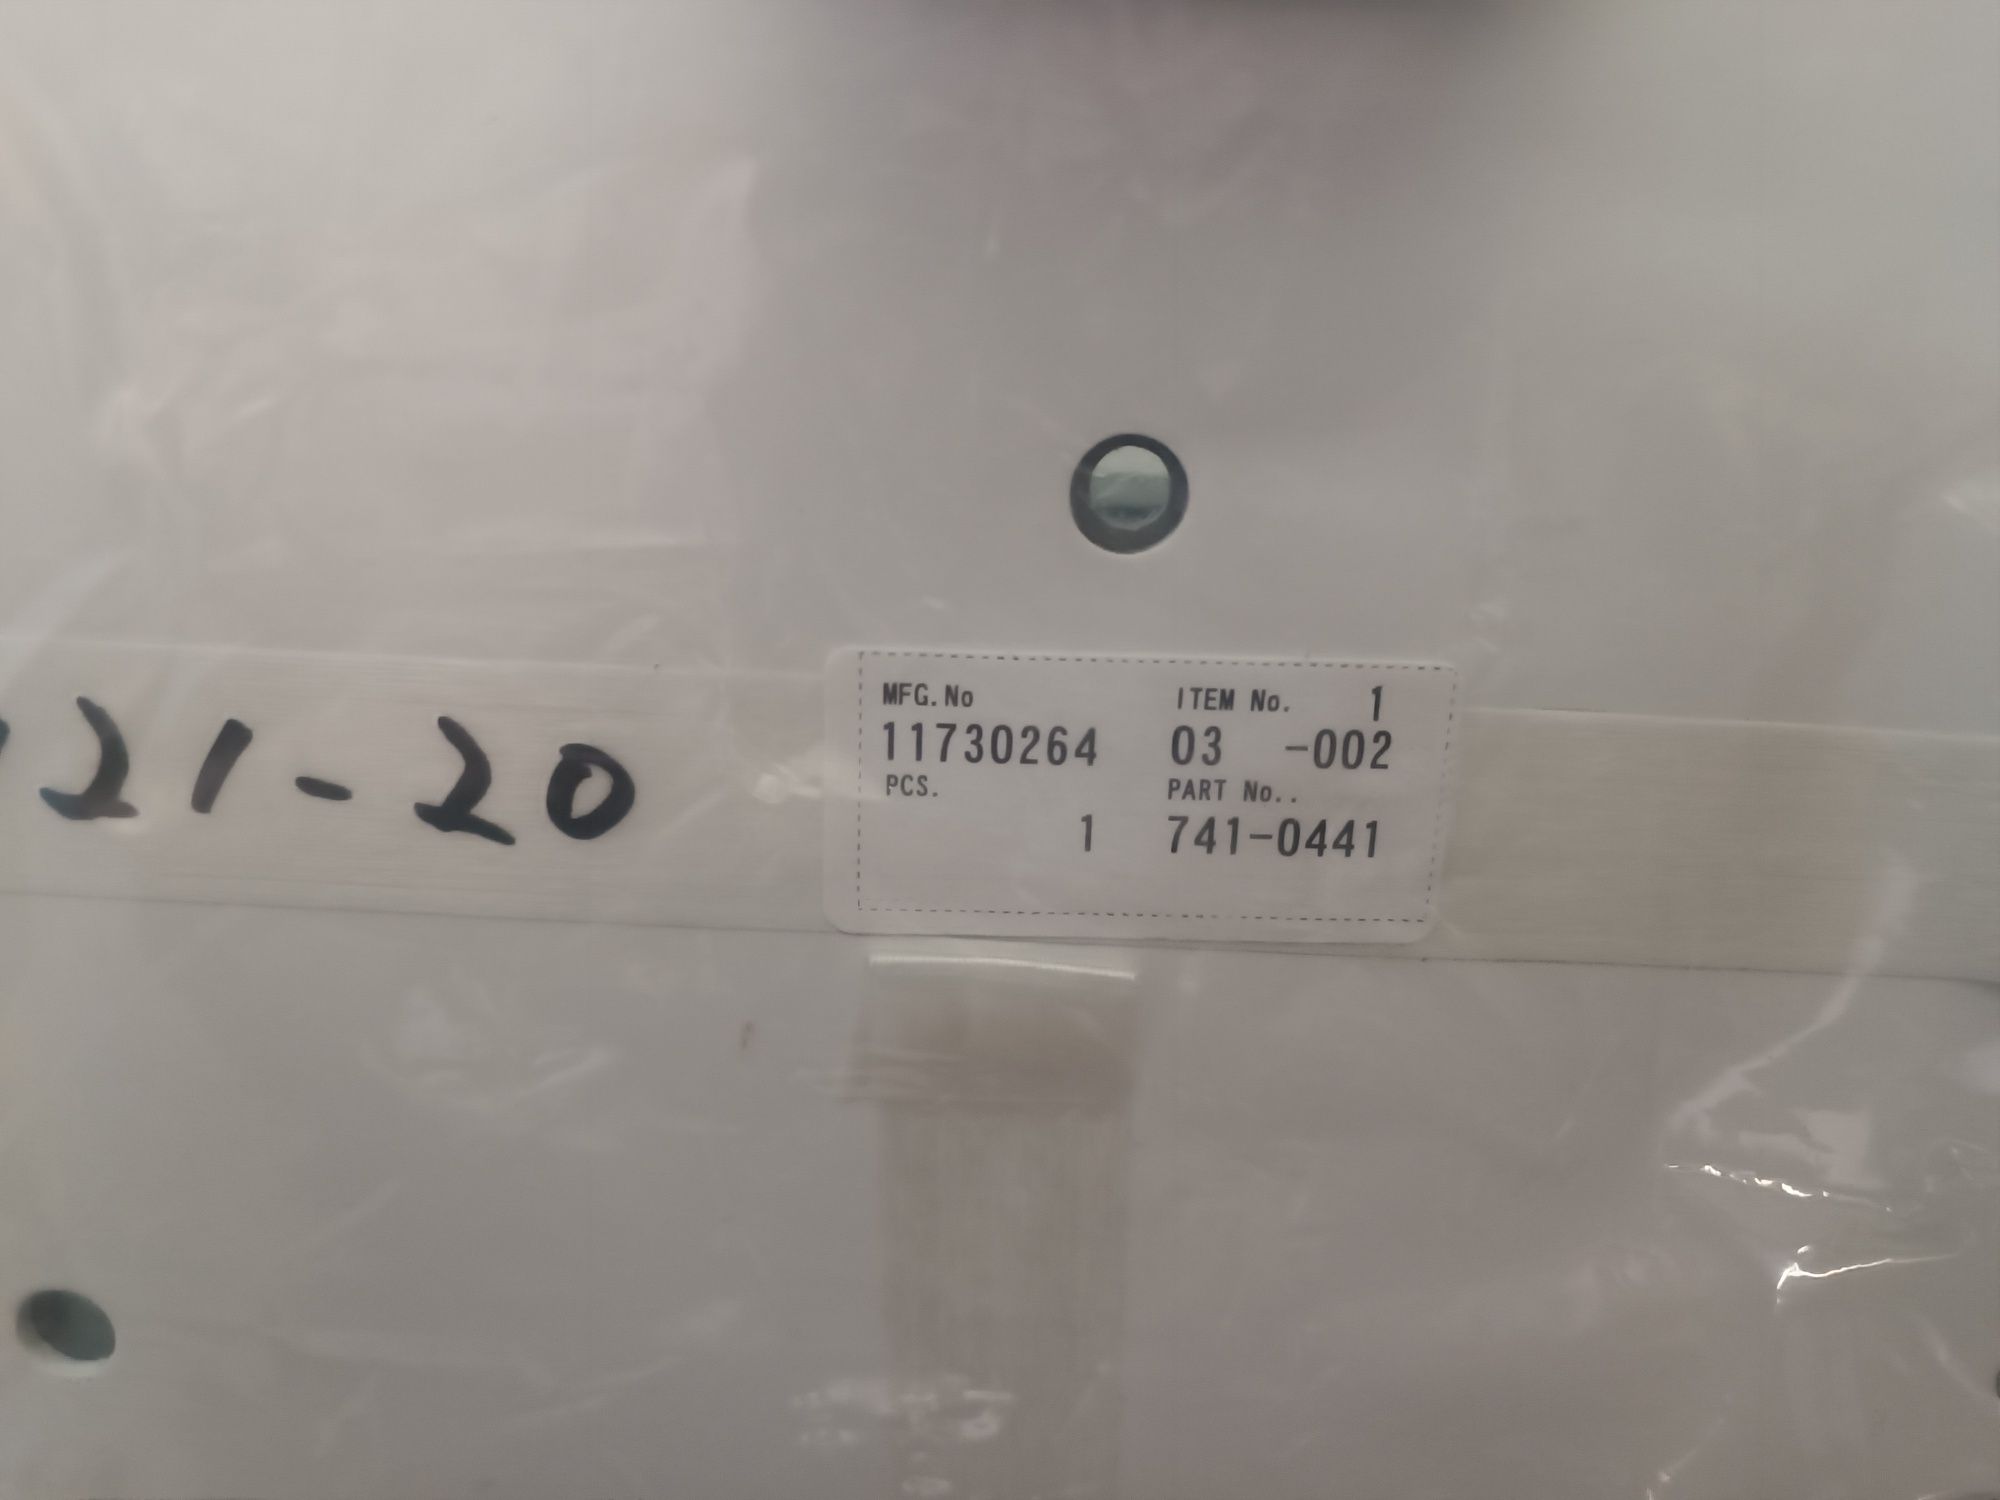 21-20
MFG.No ITEM No. 1
11730264 03 -002
PCS. PART No..
1 741-0441